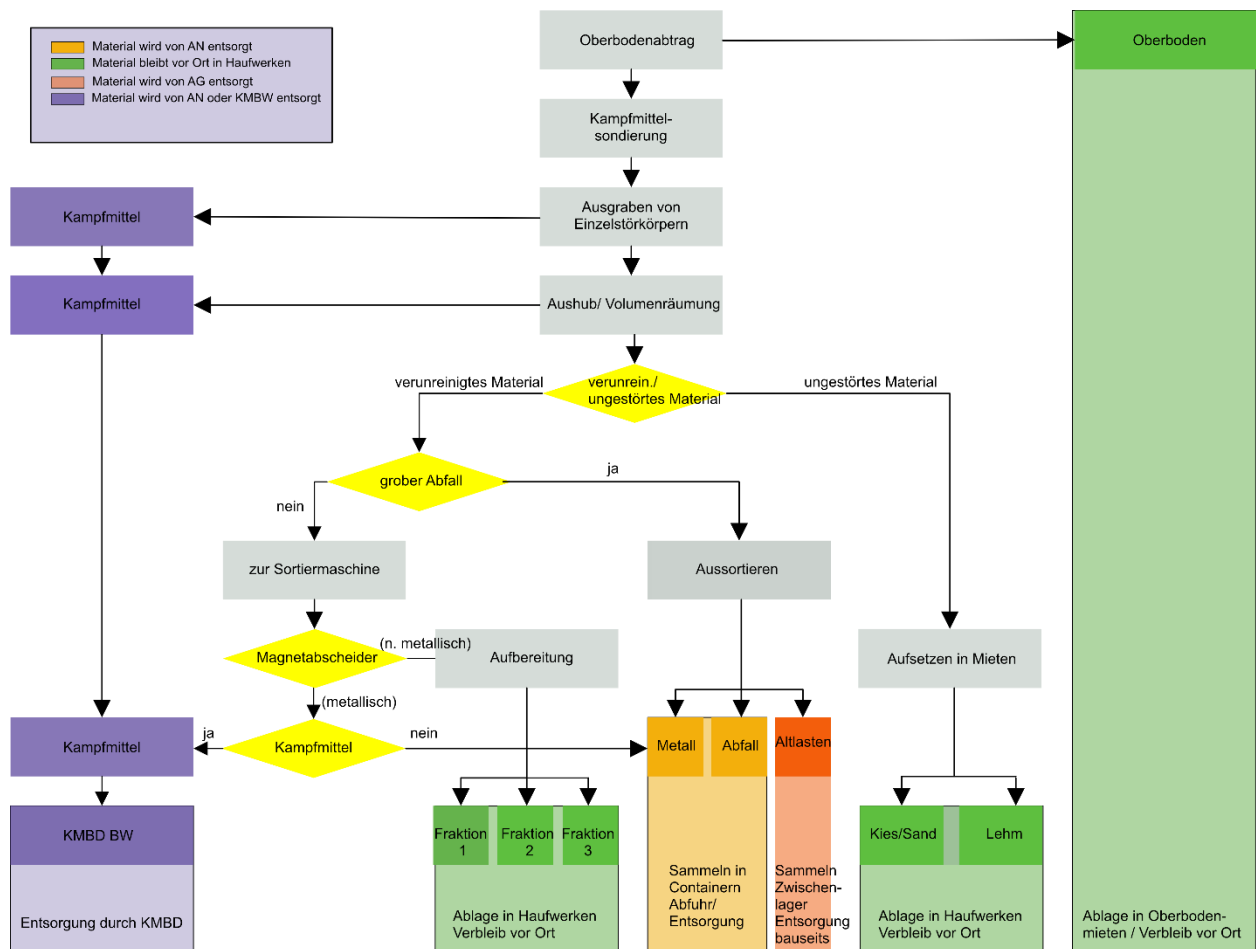 Material wird von AN entsorgt
Material bleibt vor Ort in Haufwerken
Material wird von AG entsorgt
Material wird von AN oder KMBW entsorgt
Oberbodenabtrag
Oberboden
Kampfmittel-
sondierung
Kampfmittel
Ausgraben von
Einzelstörkörpern
Kampfmittel
Aushub/ Volumenräumung
verunreinigtes Material
verunrein./
ungestörtes Material
ungestörtes Material
grober Abfall
ja
nein
zur Sortiermaschine
Aussortieren
Magnetabscheider
(n. metallisch)
Aufbereitung
Aufsetzen in Mieten
(metallisch)
Kampfmittel
ja
Kampfmittel
nein
Metall
Abfall
Altlasten
KMBD BW
Fraktion
1
Fraktion
2
Fraktion
3
Kies/Sand
Lehm
Entsorgung durch KMBD
Ablage in Haufwerken
Verbleib vor Ort
Sammeln in
Containern
Abfuhr/
Entsorgung
Sammeln
Zwischen-
lager
Entsorgung
bauseits
Ablage in Haufwerken
Verbleib vor Ort
Ablage in Oberboden-
mieten / Verbleib vor Ort